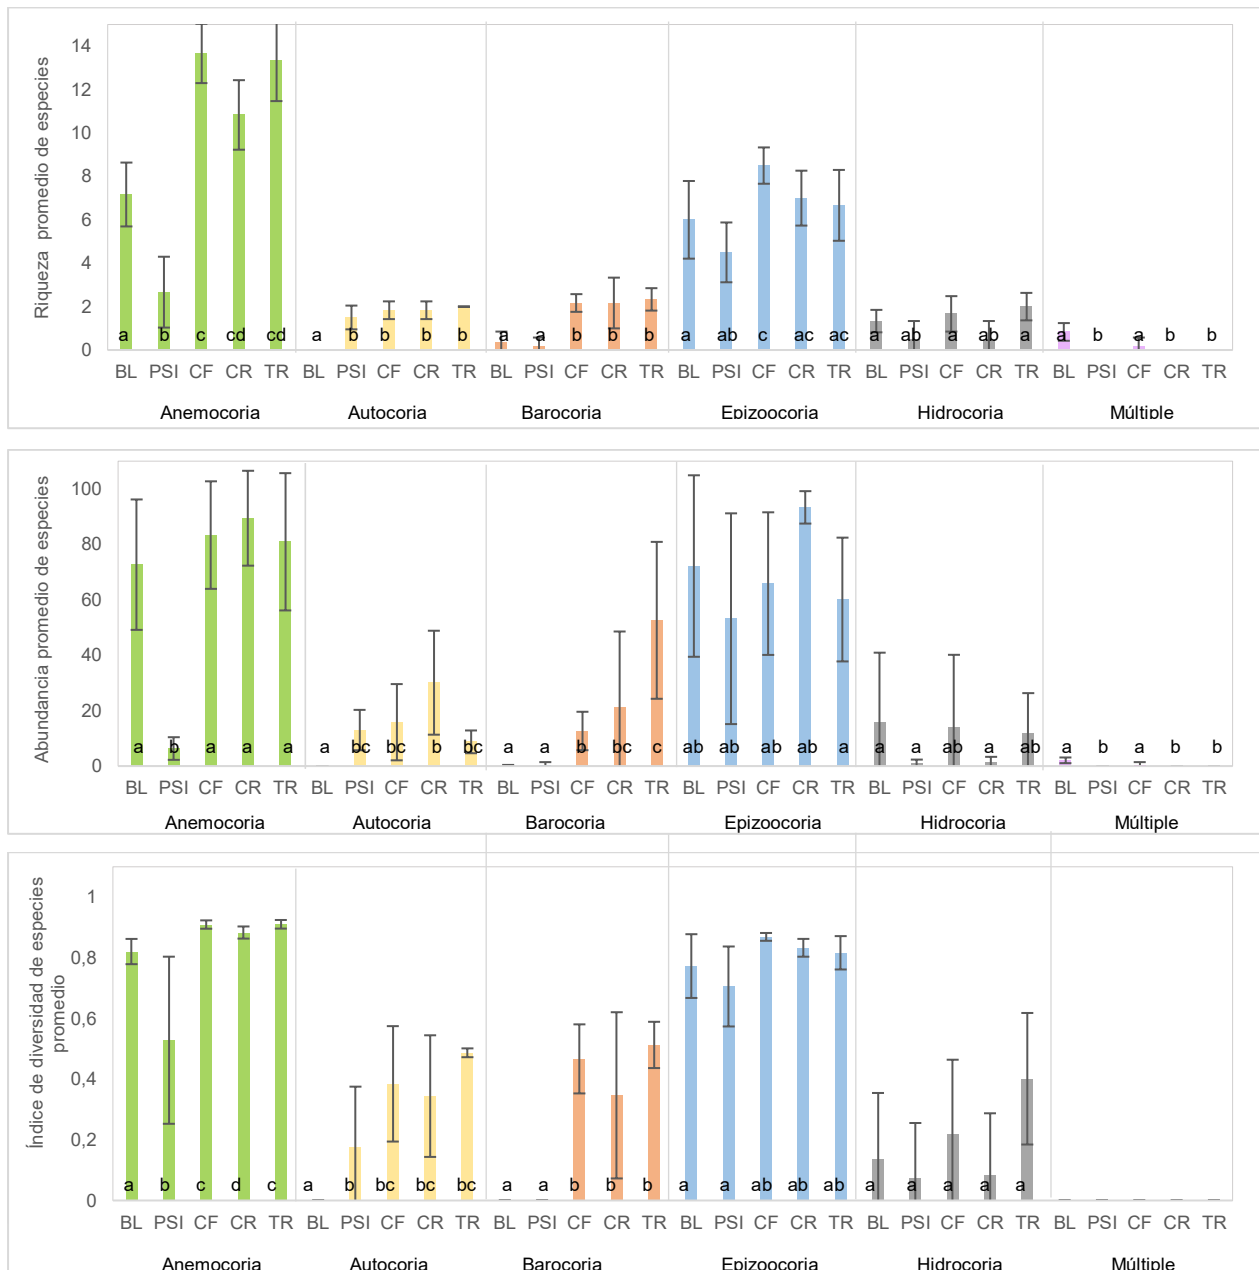 Riqueza promedio de especies
14
12
10
8
6
4
2
0
a b c cd cd a b b b b a a b b b a ab c ac ac a ab a ab a a b a b b
BL PSI CF CR TR BL PSI CF CR TR BL PSI CF CR TR BL PSI CF CR TR BL PSI CF CR TR BL PSI CF CR TR
Anemocoria Autocoria Barocoria Epizoocoria Hidrocoria Múltiple
Abundancia promedio de especies
100
80
60
40
20
0
a b a a a a bc bc b bc a a b bc c ab ab ab ab a a a ab a ab a b a b b
BL PSI CF CR TR BL PSI CF CR TR BL PSI CF CR TR BL PSI CF CR TR BL PSI CF CR TR BL PSI CF CR TR
Anemocoria Autocoria Barocoria Epizoocoria Hidrocoria Múltiple
Índice de diversidad de especies
promedio
1
0,8
0,6
0,4
0,2
0
a b c d c a b bc bc bc a a b b b a a ab ab ab a a a a a
BL PSI CF CR TR BL PSI CF CR TR BL PSI CF CR TR BL PSI CF CR TR BL PSI CF CR TR BL PSI CF CR TR
Anemocoria Autocoria Barocoria Epizoocoria Hidrocoria Múltiple